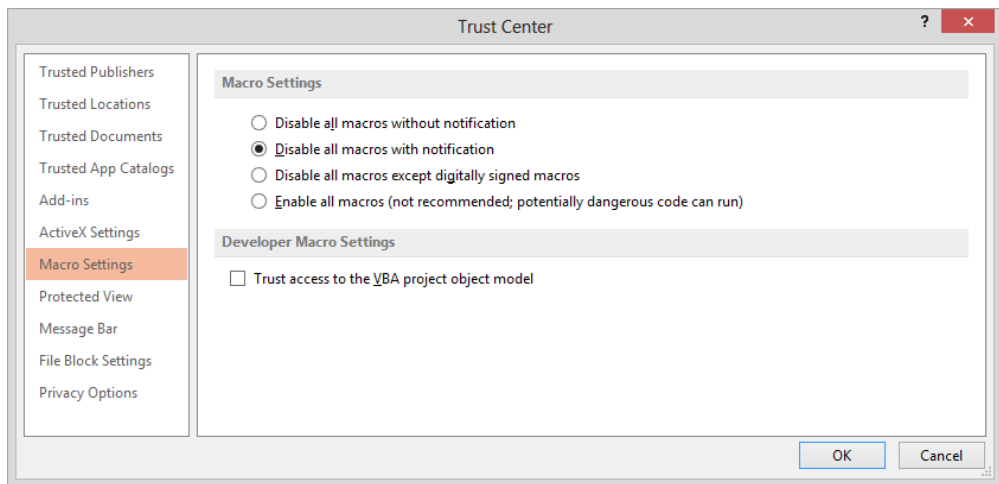 Trust Center
?
Trusted Publishers
Trusted Locations
Trusted Documents
Trusted App Catalogs
Add-ins
ActiveX Settings
Macro Settings
Protected View
Message Bar
File Block Settings
Privacy Options
Macro Settings
Disable all macros without notification
Disable all macros with notification
Disable all macros except digitally signed macros
Enable all macros (not recommended; potentially dangerous code can run)
Developer Macro Settings
Trust access to the VBA project object model
OK
Cancel